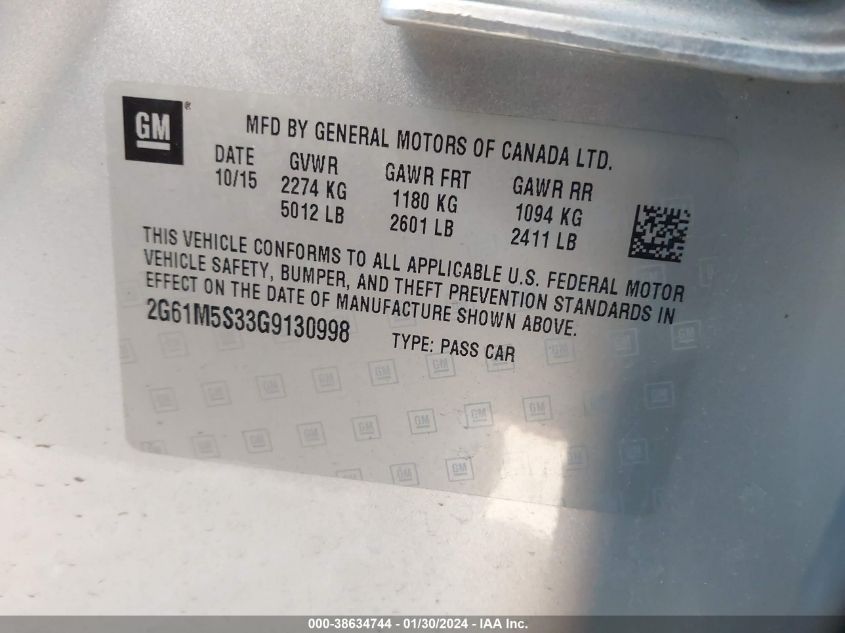 GM®
MFD BY GENERAL MOTORS OF CANADA LTD.
DATE GVWR GAWR FRT GAWR RR
10/15 2274 KG 1180 KG 1094 KG
5012 LB 2601 LB 2411 LB
THIS VEHICLE CONFORMS TO ALL APPLICABLE U.S. FEDERAL MOTOR
VEHICLE SAFETY, BUMPER, AND THEFT PREVENTION STANDARDS IN
EFFECT ON THE DATE OF MANUFACTURE SHOWN ABOVE.
2G61M5S33G9130998 TYPE: PASS CAR
000-38634744 - 01/30/2024 - IAA Inc.